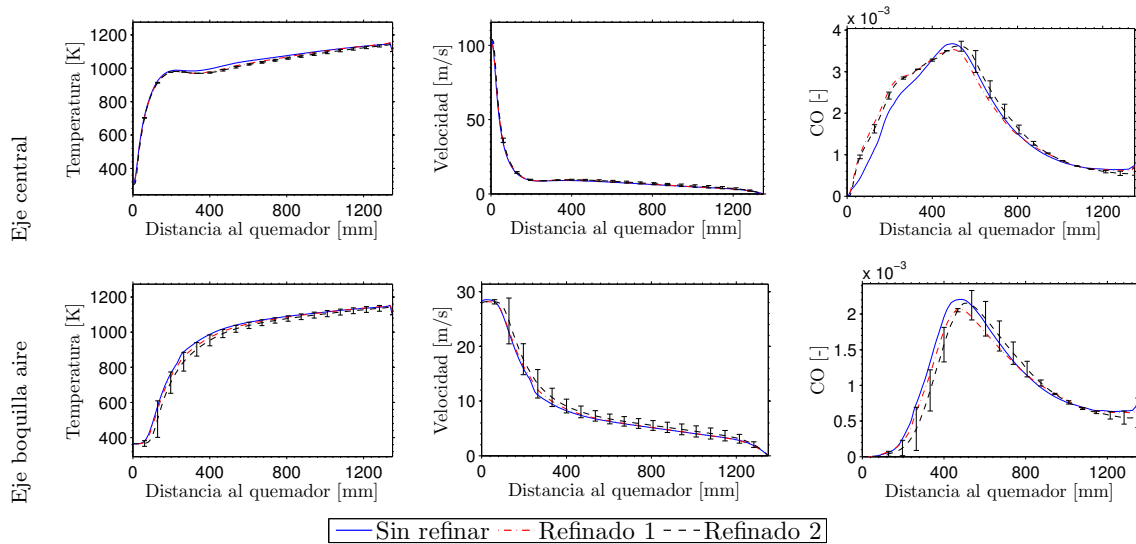 Eje central
Temperatura [K]
1200
1000
800
600
400
0 400 800 1200
Distancia al quemador [mm]
Velocidad [m/s]
100
50
0
0 400 800 1200
Distancia al quemador [mm]
x 10⁻³
CO [-]
4
3
2
1
0
0 400 800 1200
Distancia al quemador [mm]
Eje boquilla aire
Temperatura [K]
1200
1000
800
600
400
0 400 800 1200
Distancia al quemador [mm]
Velocidad [m/s]
30
20
10
0
0 400 800 1200
Distancia al quemador [mm]
x 10⁻³
CO [-]
2
1.5
1
0.5
0
0 400 800 1200
Distancia al quemador [mm]
Sin refinar Refinado 1 Refinado 2